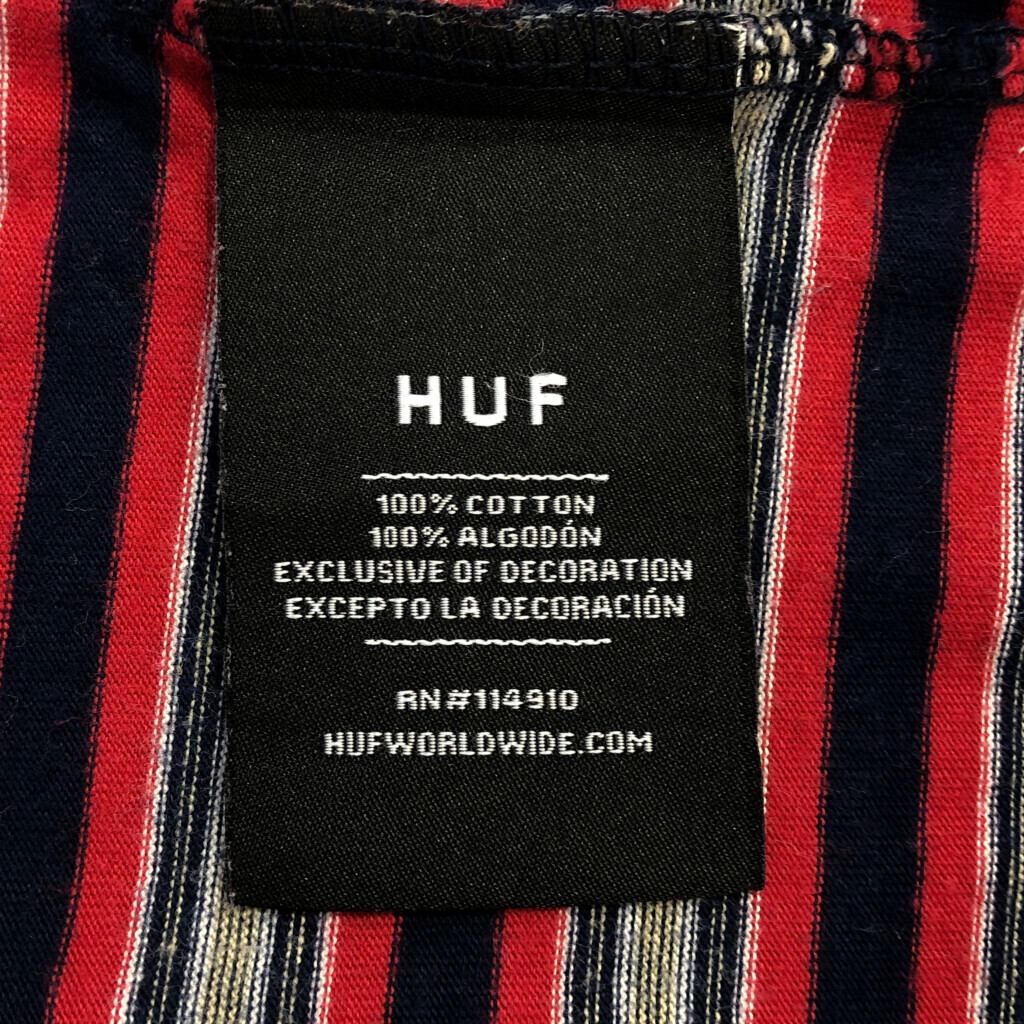 HUF
100% COTTON
100% ALGODÓN
EXCLUSIVE OF DECORATION
EXCEPTO LA DECORACIÓN
RN#114910
HUFWORLDWIDE.COM